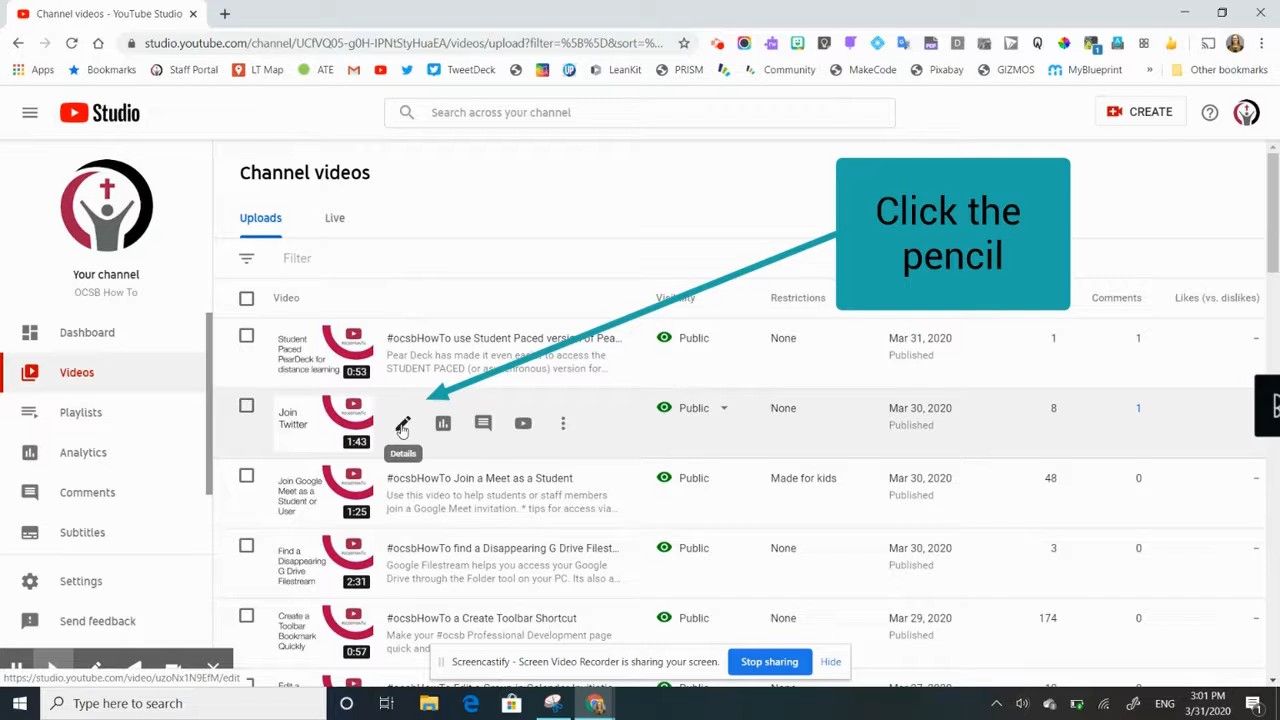 Channel videos - YouTube Studio
studio.youtube.com/channel/UCfVQ05-g0H-IPNtStyHuaEA/videos/upload?filter=%5B%5D&sort=%...
Apps
Bookmarks
Staff Portal
LT Map
ATE
TweetDeck
LeanKit
PRISM
Community
MakeCode
Pixabay
GIZMOS
MyBlueprint
»
Other bookmarks
Studio
Search across your channel
CREATE
Your channel
OCSB How To
Dashboard
Videos
Playlists
Analytics
Comments
Subtitles
Settings
Send feedback
Channel videos
Uploads
Live
Filter
Click the
pencil
Video
Visibility
Restrictions
Comments
Likes (vs. dislikes)
Student
Paced
PearDeck for
distance learning
0:53
#ocsbHowTo use Student Paced version of Pea...
Pear Deck has made it even easier to access the
STUDENT PACED (or asynchronous) version for...
Public
None
Mar 31, 2020
Published
1
1
–
Join
Twitter
1:43
Details
Public
None
Mar 30, 2020
Published
8
1
–
Join Google
Meet as a
Student or
User
1:25
#ocsbHowTo Join a Meet as a Student
Use this video to help students or staff members
join a Google Meet invitation. * tips for access via...
Public
Made for kids
Mar 30, 2020
Published
48
0
–
Find a
Disappearing
G Drive
Filestream
2:31
#ocsbHowTo find a Disappearing G Drive Filest...
Google Filestream helps you access your Google
Drive through the Folder tool on your PC. Its also a...
Public
None
Mar 30, 2020
Published
3
0
–
Create a
Toolbar
Bookmark
Quickly
0:57
#ocsbHowTo a Create Toolbar Shortcut
Make your #ocsb Professional Development page
quick and
Public
None
Mar 29, 2020
Published
174
0
–
Screencastify - Screen Video Recorder is sharing your screen.
Stop sharing
Hide
https://studio.youtube.com/video/uzoNx1N9EfM/edit
Type here to search
ENG
3:01 PM
3/31/2020